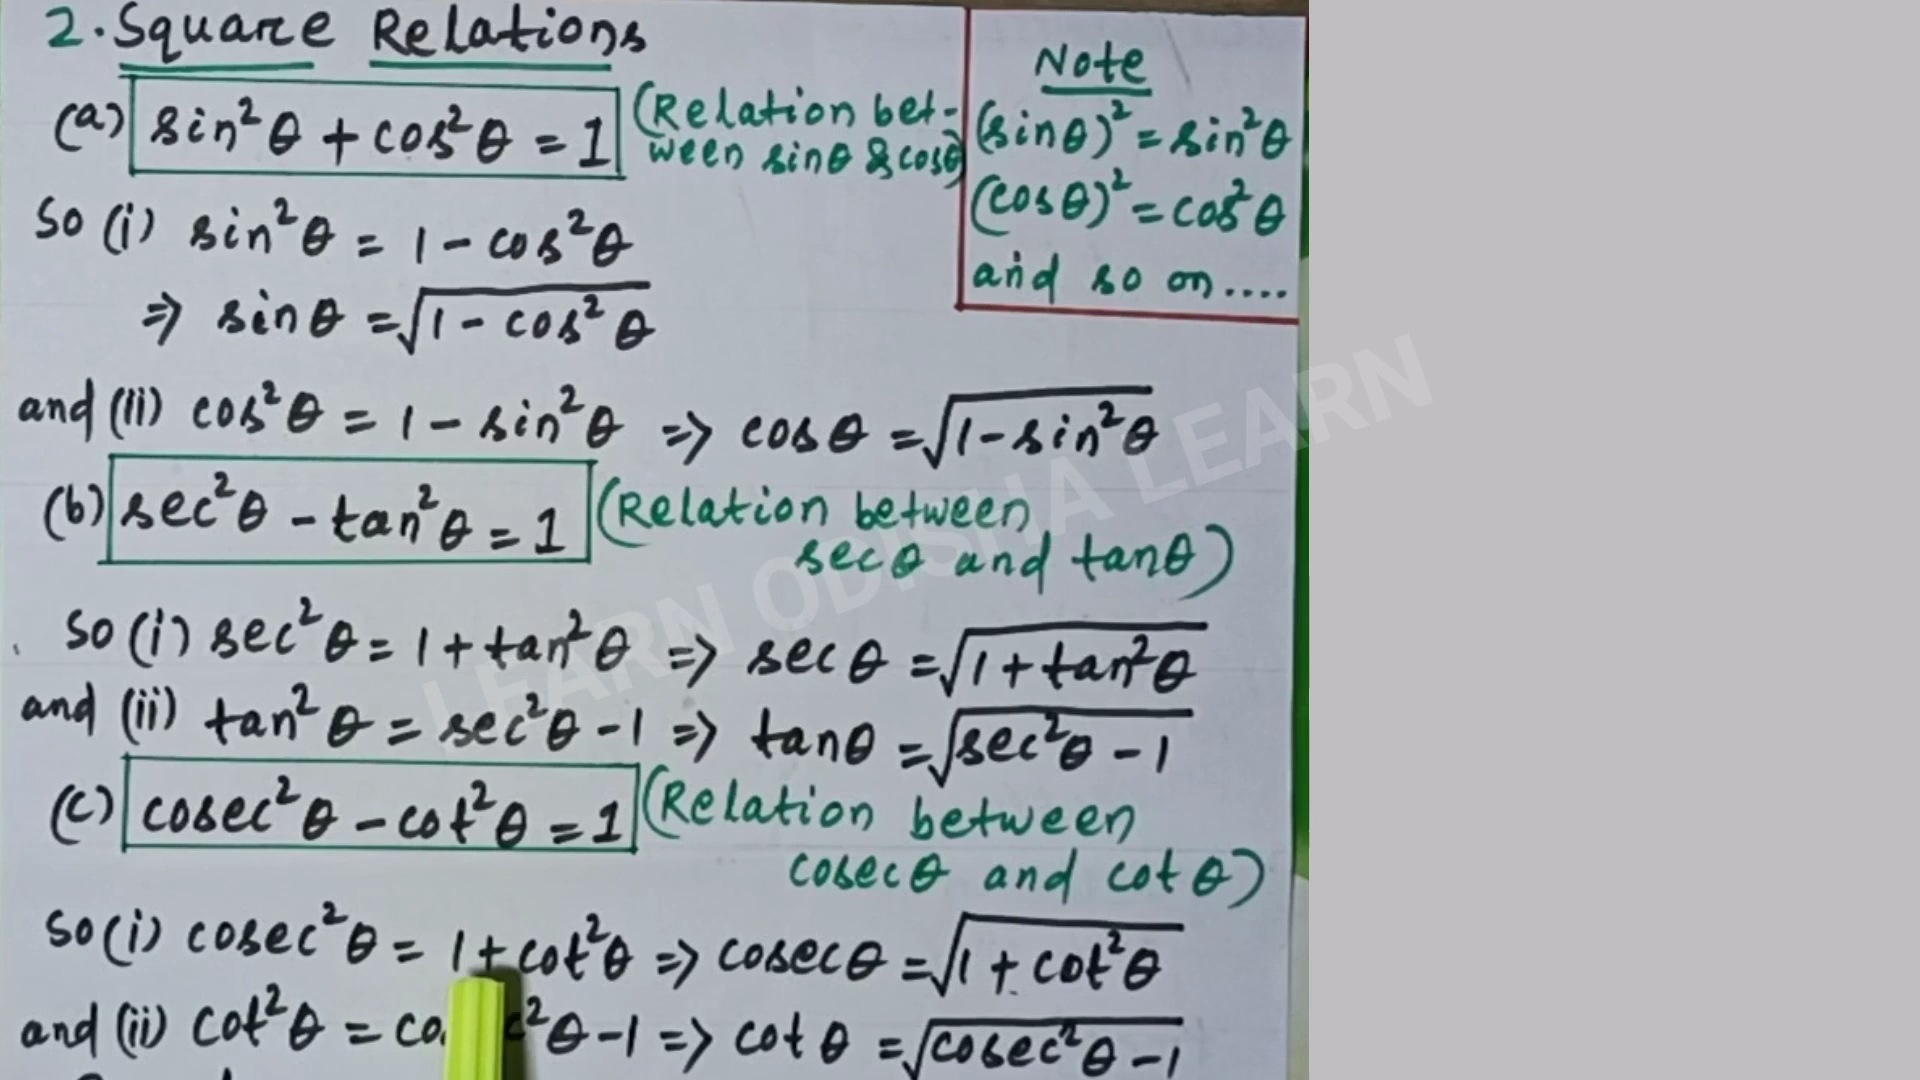 2. Square Relations
(a) sin²θ + cos²θ = 1 (Relation bet-
ween sinθ & cosθ)
Note
(sinθ)² = sin²θ
(cosθ)² = cos²θ
and so on....
So (i) sin²θ = 1 - cos²θ
⇒ sinθ = √(1 - cos²θ)
and (ii) cos²θ = 1 - sin²θ ⇒ cosθ = √(1 - sin²θ)
(b) sec²θ - tan²θ = 1 (Relation between
secθ and tanθ)
So (i) sec²θ = 1 + tan²θ ⇒ secθ = √(1 + tan²θ)
and (ii) tan²θ = sec²θ - 1 ⇒ tanθ = √(sec²θ - 1)
(c) cosec²θ - cot²θ = 1 (Relation between
cosecθ and cotθ)
So (i) cosec²θ = 1 + cot²θ ⇒ cosecθ = √(1 + cot²θ)
and (ii) cot²θ = co c²θ - 1 ⇒ cotθ = √(cosec²θ - 1)
LEARN ODISHA LEARN